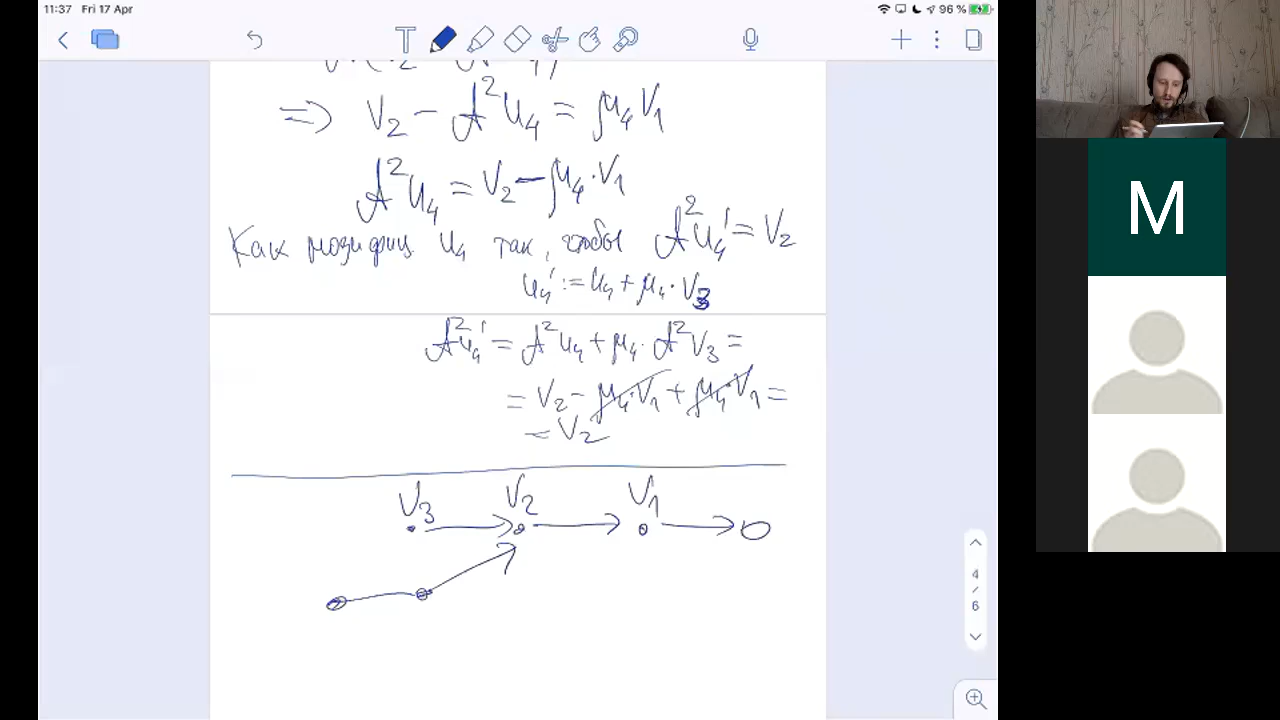 11:37 Fri 17 Apr
96 %
T
⇒ V₂ − A²u₄ = μ₄V₁
A²u₄ = V₂ − μ₄·V₁
Как модифиц u₄ так, чтобы A²u₄' = V₂
u₄' := u₄ + μ₄·V₃
A²u₄' = A²u₄ + μ₄·A²V₃ =
= V₂ − μ₄·V₁ + μ₄·V₁ =
= V₂
V₃ V₂ V₁
0
4
/
6
M